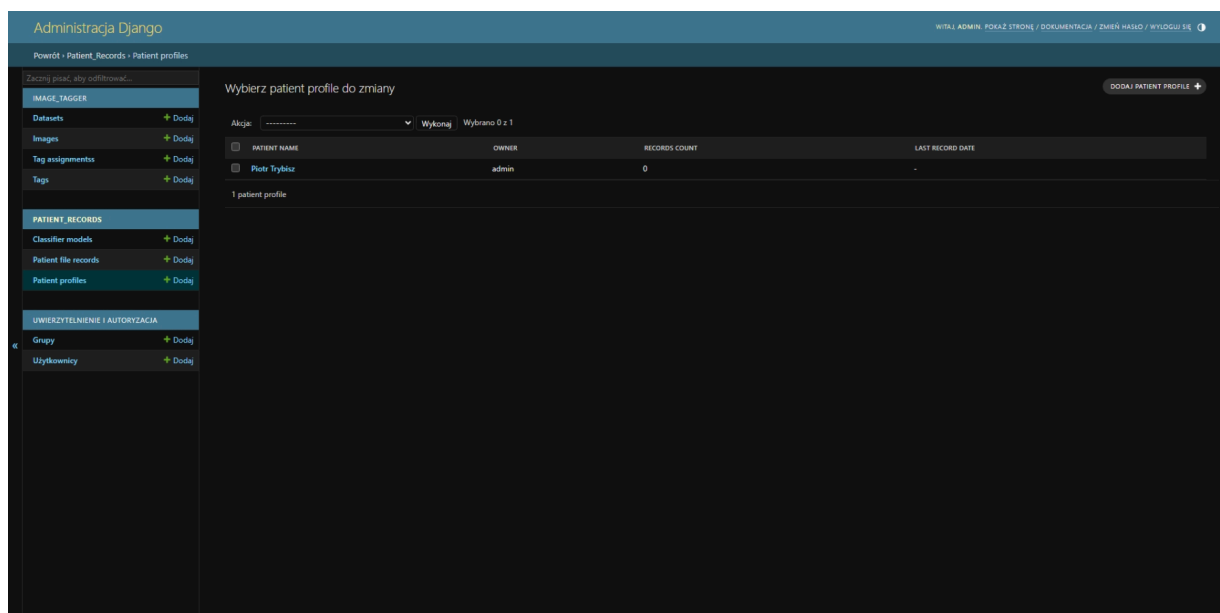 Administracja Django
WITAJ, ADMIN. POKAŻ STRONĘ / DOKUMENTACJA / ZMIEŃ HASŁO / WYLOGUJ SIĘ
Powrót › Patient_Records › Patient profiles
Zacznij pisać, aby odfiltrować...
IMAGE_TAGGER
Datasets + Dodaj
Images + Dodaj
Tag assignmentss + Dodaj
Tags + Dodaj
PATIENT_RECORDS
Classifier models + Dodaj
Patient file records + Dodaj
Patient profiles + Dodaj
UWIERZYTELNIENIE I AUTORYZACJA
Grupy + Dodaj
Użytkownicy + Dodaj
«
Wybierz patient profile do zmiany
DODAJ PATIENT PROFILE +
Akcja: --------- Wykonaj Wybrano 0 z 1
PATIENT NAME OWNER RECORDS COUNT LAST RECORD DATE
Piotr Trybisz admin 0 -
1 patient profile